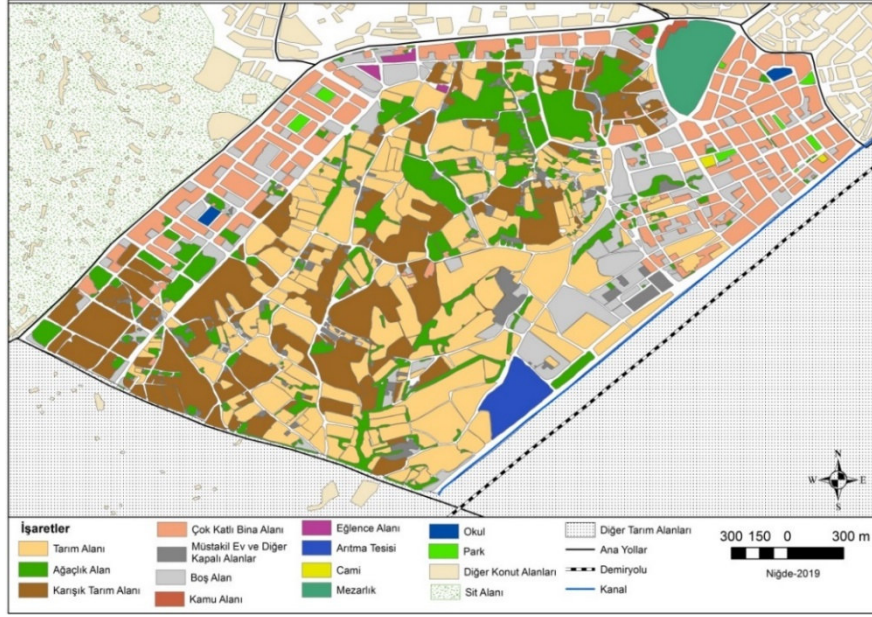 N
W
E
S
İşaretler
Tarım Alanı
Ağaçlık Alan
Karışık Tarım Alanı
Çok Katlı Bina Alanı
Müstakil Ev ve Diğer
Kapalı Alanlar
Boş Alan
Kamu Alanı
Eğlence Alanı
Arıtma Tesisi
Cami
Mezarlık
Okul
Park
Diğer Konut Alanları
Sit Alanı
Diğer Tarım Alanları
Ana Yollar
Demiryolu
Kanal
300 150 0 300 m
Niğde-2019